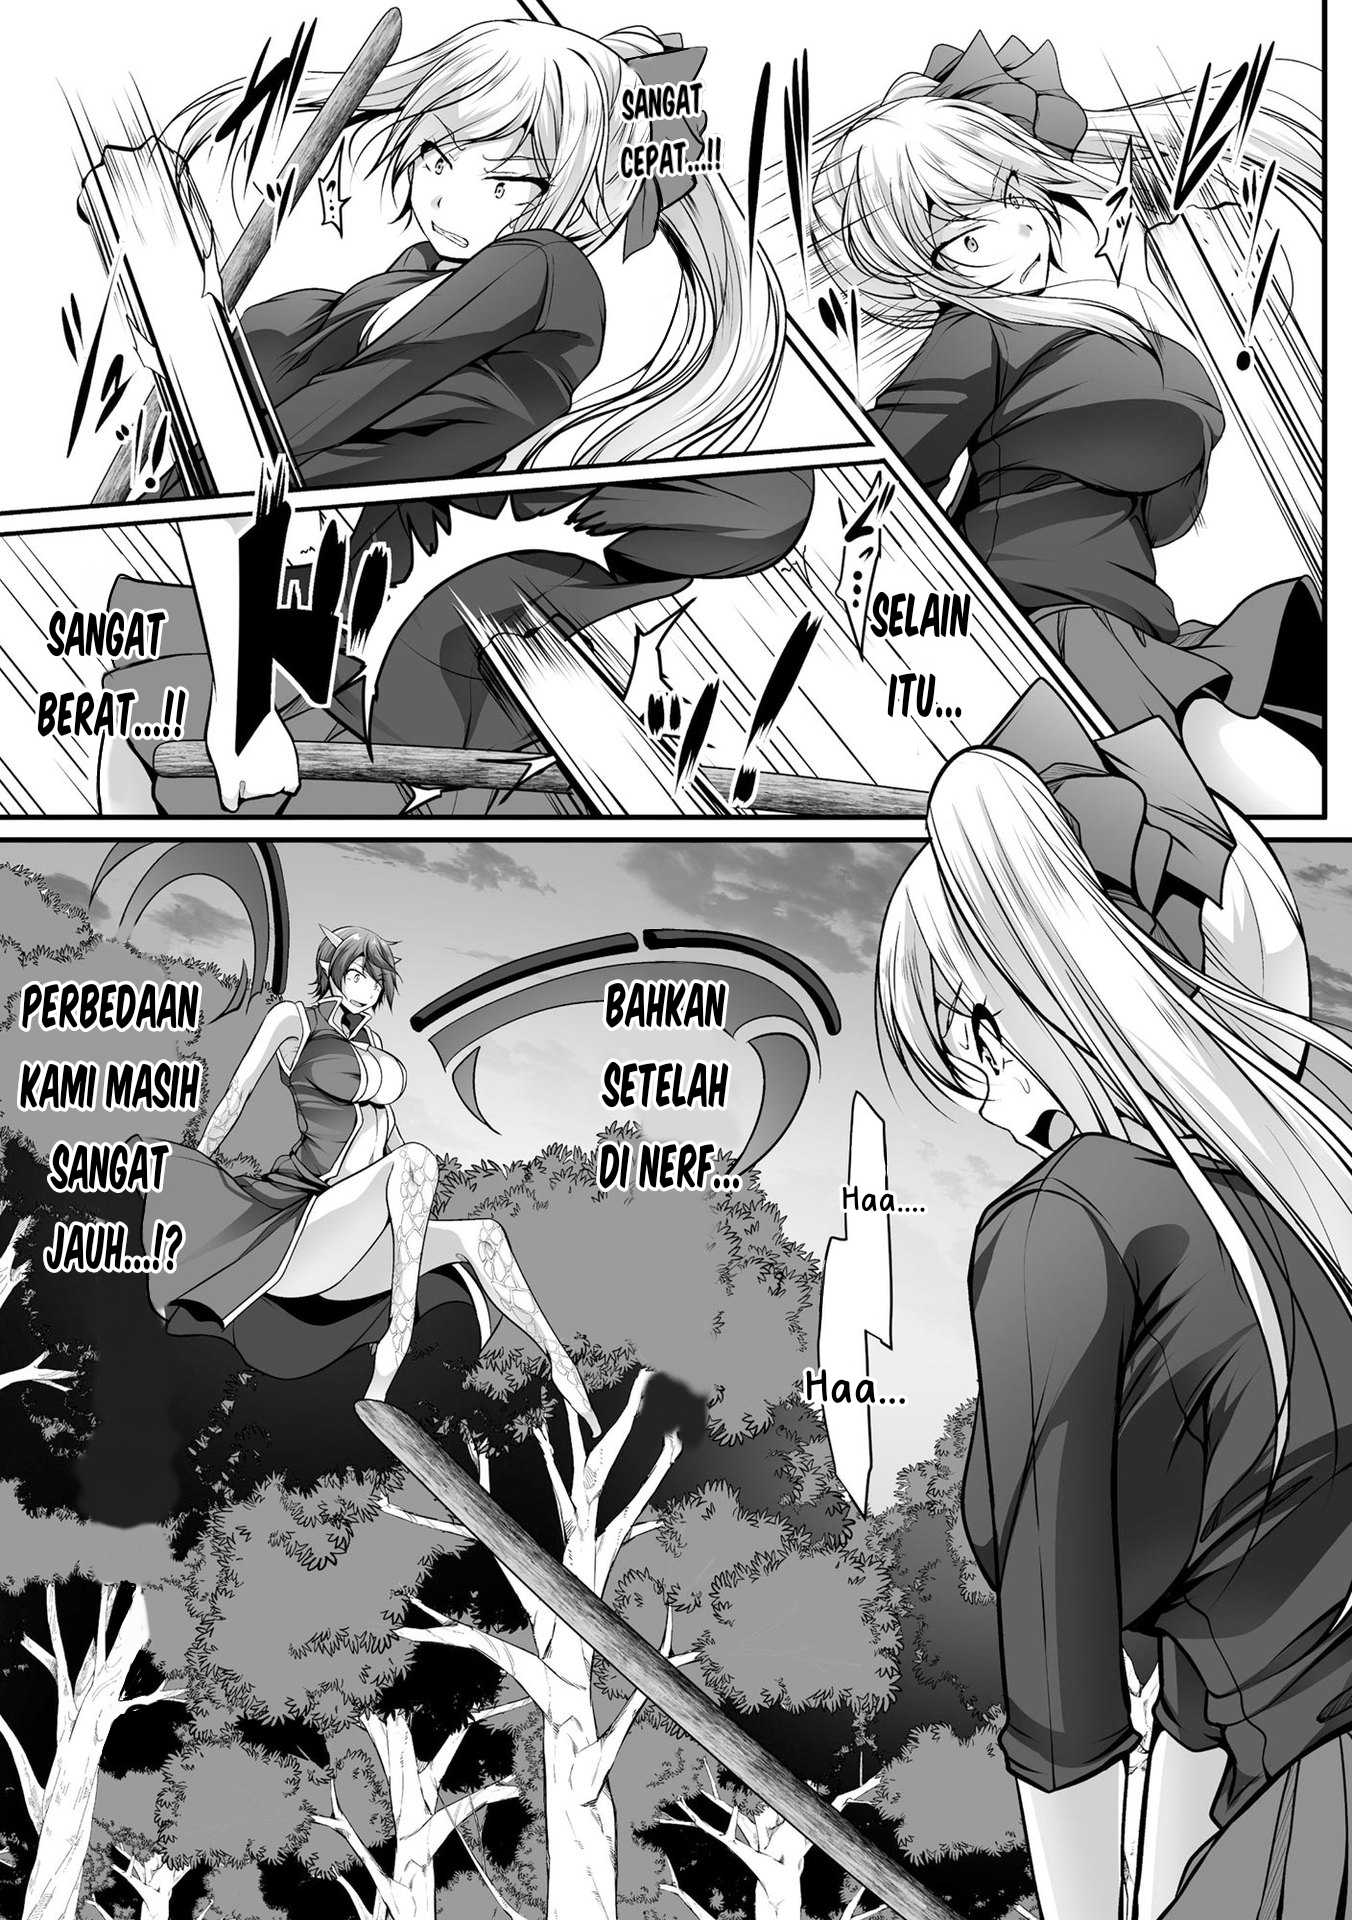 SANGAT
CEPAT...!!
SELAIN
ITU...
SANGAT
BERAT...!!
BAHKAN
SETELAH
DI NERF...
PERBEDAAN
KAMI MASIH
SANGAT
JAUH...!?
Haa....
Haa...